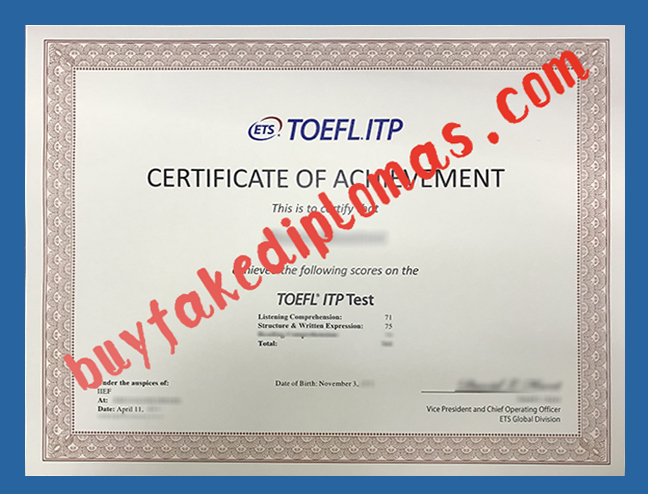 ETS TOEFL ITP
CERTIFICATE OF ACHIEVEMENT
This is to certify that
achieved the following scores on the
TOEFL® ITP Test
Listening Comprehension: 71
Structure & Written Expression: 75
Total:
Under the auspices of:
IIEF
At:
Date: April 11,
Date of Birth: November 3,
Vice President and Chief Operating Officer
ETS Global Division
buyfakediplomas.com